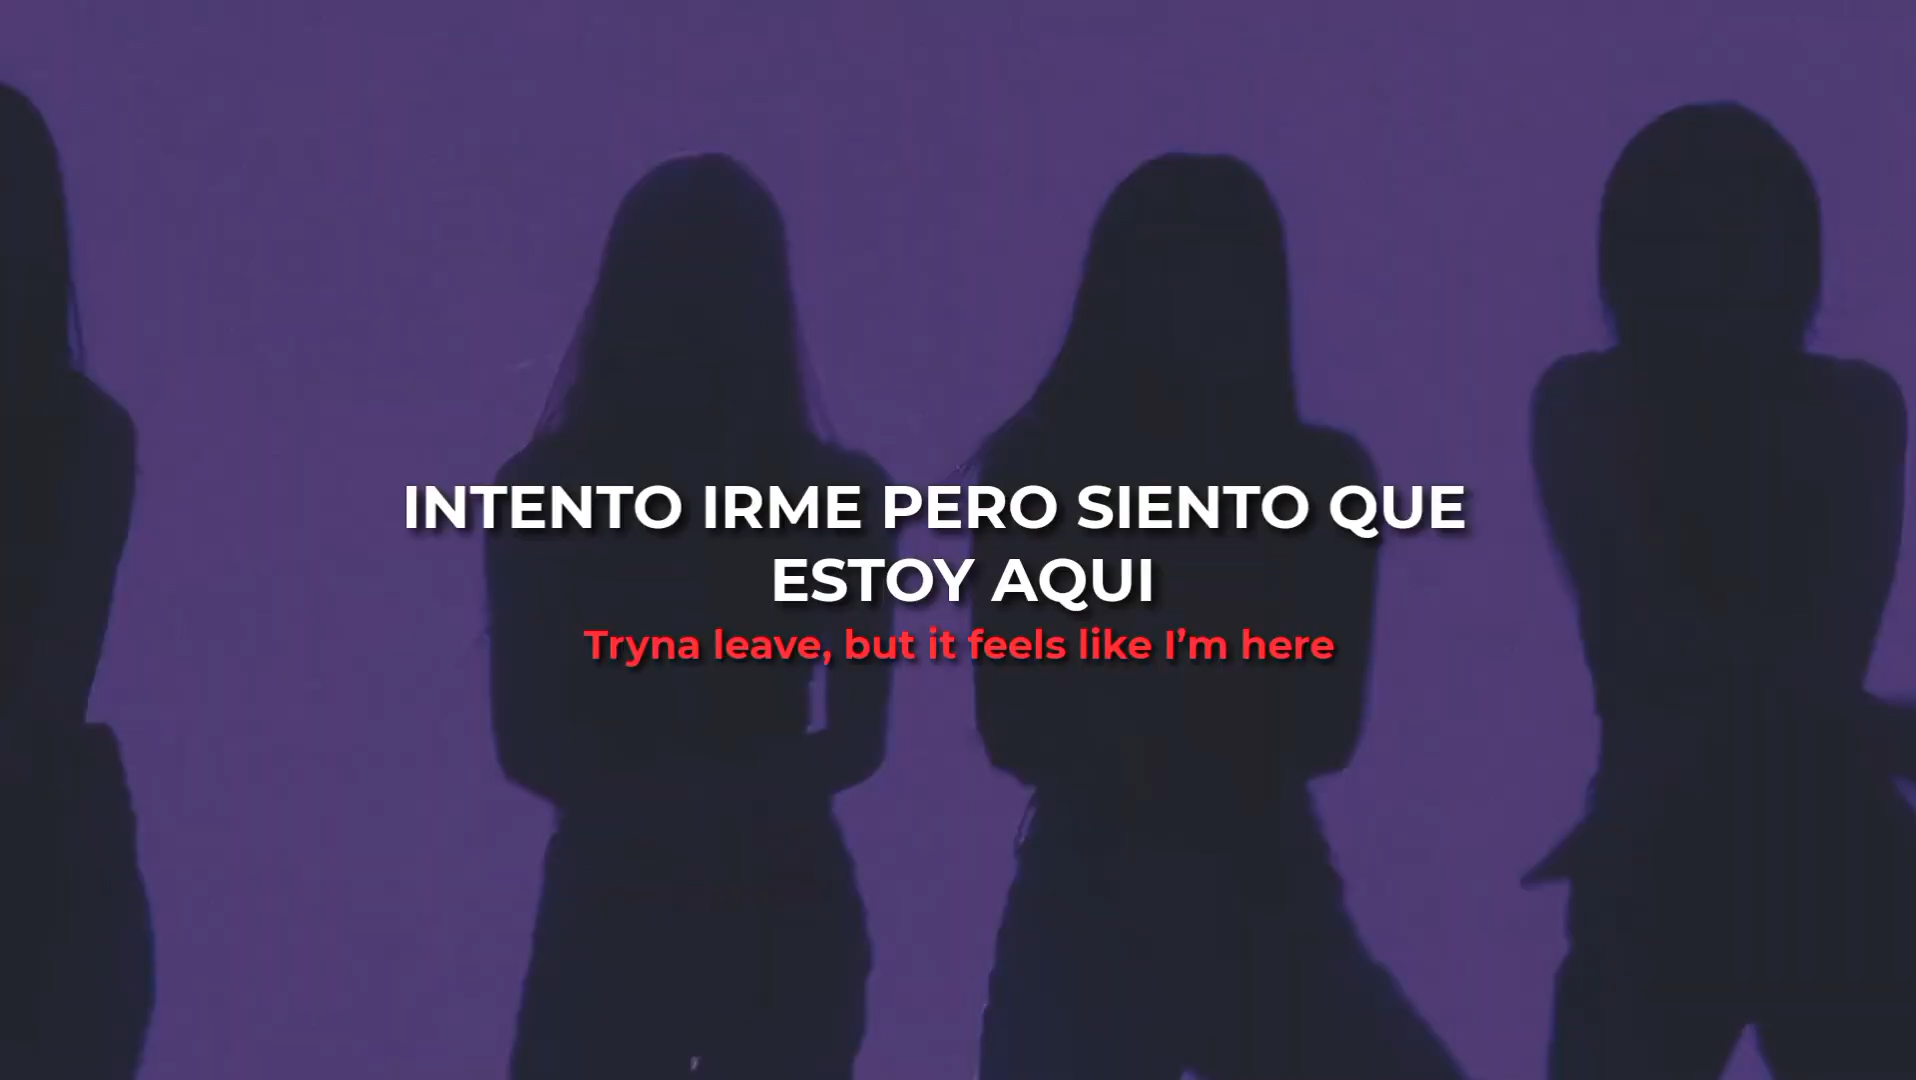 INTENTO IRME PERO SIENTO QUE
ESTOY AQUI
Tryna leave, but it feels like I’m here